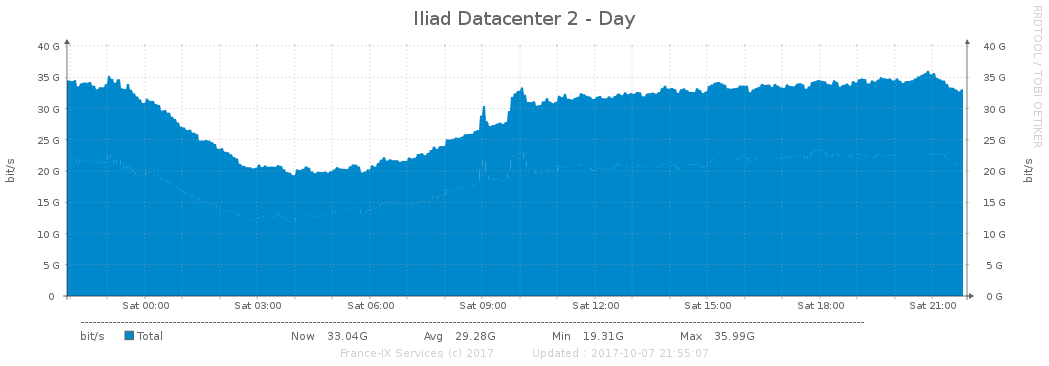 Iliad Datacenter 2 - Day
RRDTOOL / TOBI OETIKER
bit/s
bit/s
40 G
35 G
30 G
25 G
20 G
15 G
10 G
5 G
0
40 G
35 G
30 G
25 G
20 G
15 G
10 G
5 G
0 G
Sat 00:00 Sat 03:00 Sat 06:00 Sat 09:00 Sat 12:00 Sat 15:00 Sat 18:00 Sat 21:00
bit/s Total Now 33.04G Avg 29.28G Min 19.31G Max 35.99G
France-IX Services (c) 2017 Updated : 2017-10-07 21:55:07